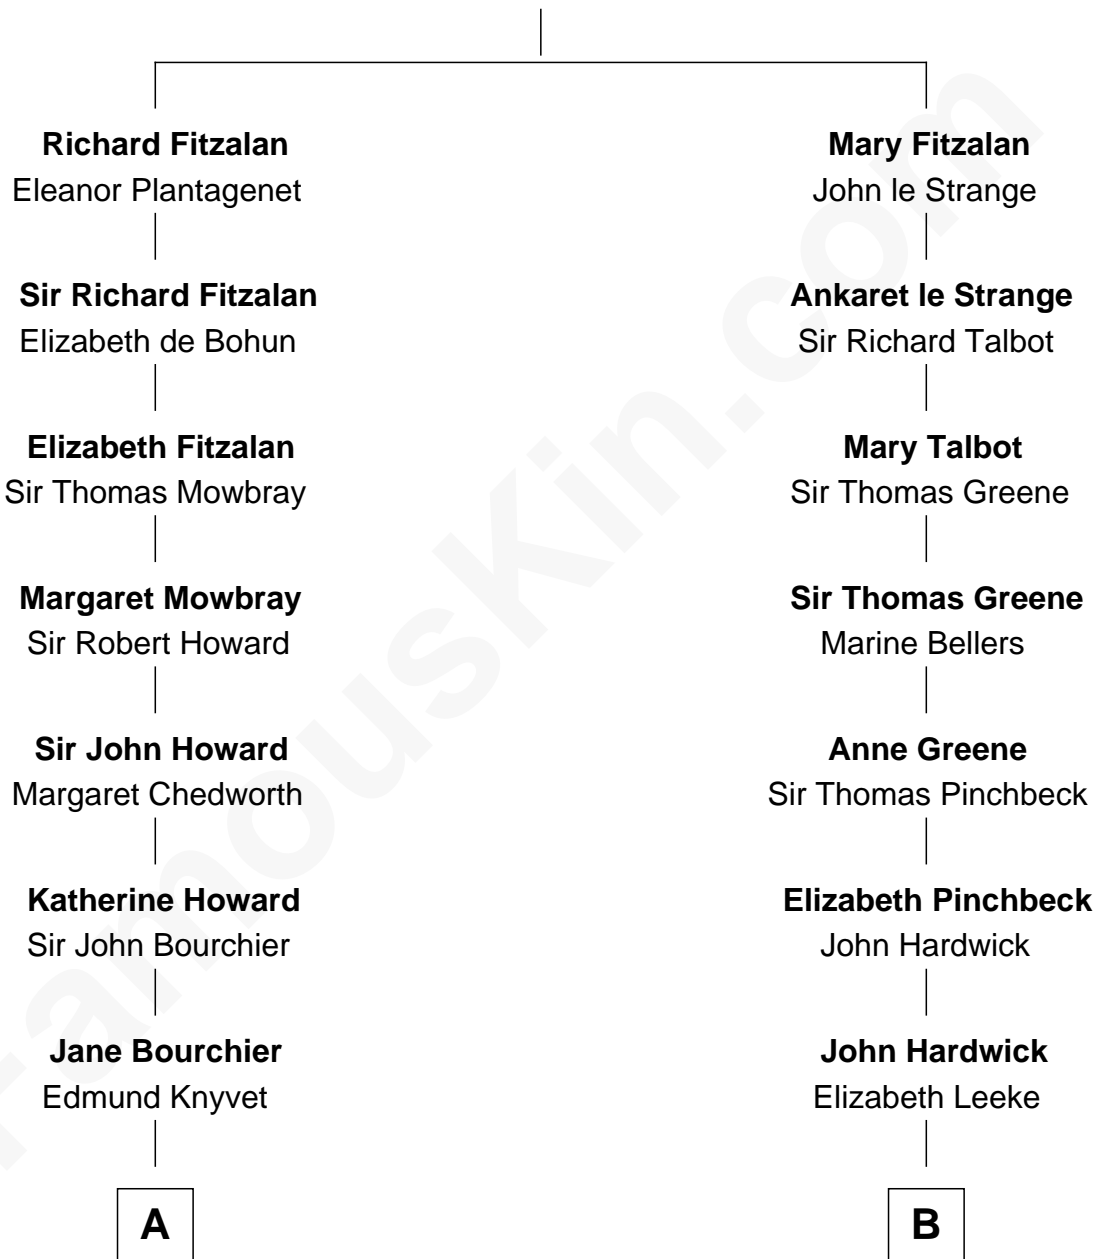 Richard Fitzalan
Eleanor Plantagenet
Sir Richard Fitzalan
Elizabeth de Bohun
Elizabeth Fitzalan
Sir Thomas Mowbray
Margaret Mowbray
Sir Robert Howard
Sir John Howard
Margaret Chedworth
Katherine Howard
Sir John Bourchier
Jane Bourchier
Edmund Knyvet
A
Mary Fitzalan
John le Strange
Ankaret le Strange
Sir Richard Talbot
Mary Talbot
Sir Thomas Greene
Sir Thomas Greene
Marine Bellers
Anne Greene
Sir Thomas Pinchbeck
Elizabeth Pinchbeck
John Hardwick
John Hardwick
Elizabeth Leeke
B
FamousKin.com